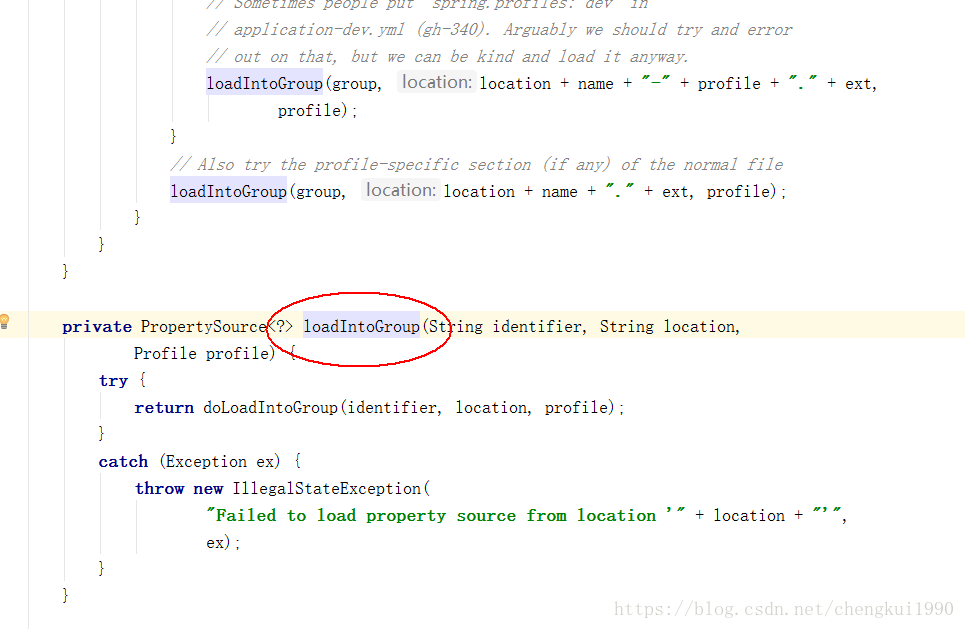 // Sometimes people put "spring.profiles: dev" in
// application-dev.yml (gh-340). Arguably we should try and error
// out on that, but we can be kind and load it anyway.
loadIntoGroup(group, location: location + name + "-" + profile + "." + ext,
profile);
}
// Also try the profile-specific section (if any) of the normal file
loadIntoGroup(group, location: location + name + "." + ext, profile);
}
}
}
private PropertySource<?> loadIntoGroup(String identifier, String location,
Profile profile) {
try {
return doLoadIntoGroup(identifier, location, profile);
}
catch (Exception ex) {
throw new IllegalStateException(
"Failed to load property source from location '" + location + "'",
ex);
}
}
https://blog.csdn.net/chengkui1990